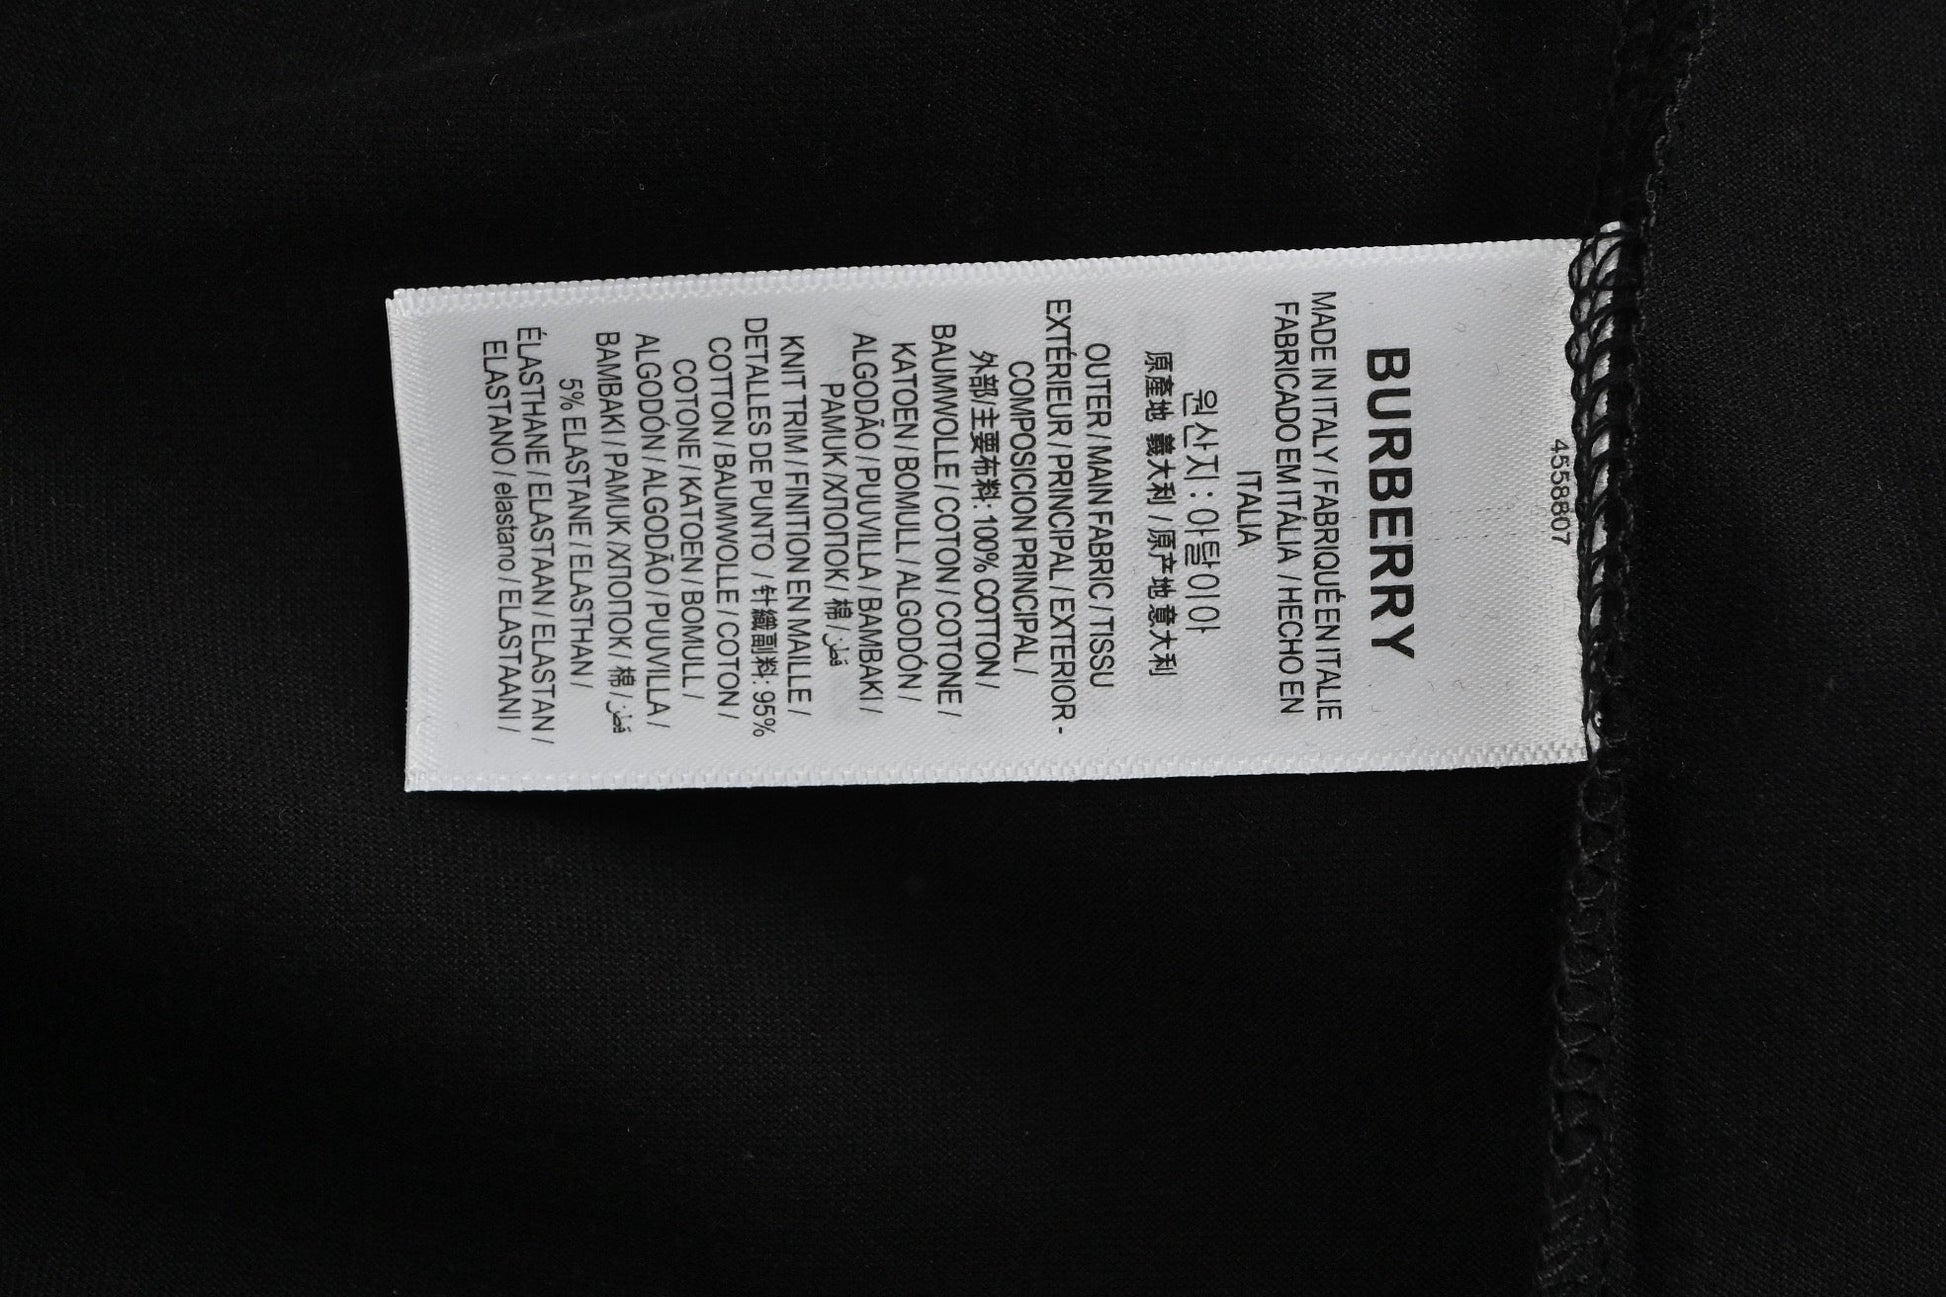 4558807
BURBERRY
MADE IN ITALY / FABRIQUÉ EN ITALIE
FABRICADO EM ITÁLIA / HECHO EN
ITALIA
원산지 : 이탈이아
原産地 義大利 / 原产地意大利
OUTER / MAIN FABRIC / TISSU
EXTÉRIEUR / PRINCIPAL / EXTERIOR -
COMPOSICION PRINCIPAL /
外部/主要布料: 100% COTTON /
BAUMWOLLE / COTON / COTONE /
KATOEN / BOMULL / ALGODÓN /
ALGODÃO / PUUVILLA / BAMBAKI /
PAMUK /ХЛОПОК / 棉 / قطن
KNIT TRIM / FINITION EN MAILLE /
DETALLES DE PUNTO / 针織副料: 95%
COTTON / BAUMWOLLE / COTON /
COTONE / KATOEN / BOMULL /
ALGODÓN / ALGODÃO / PUUVILLA /
BAMBAKI / PAMUK /ХЛОПОК / 棉 / قطن
5% ELASTANE / ELASTHAN /
ÉLASTHANE / ELASTAAN / ELASTAN /
ELASTANO / elastano / ELASTAANI /